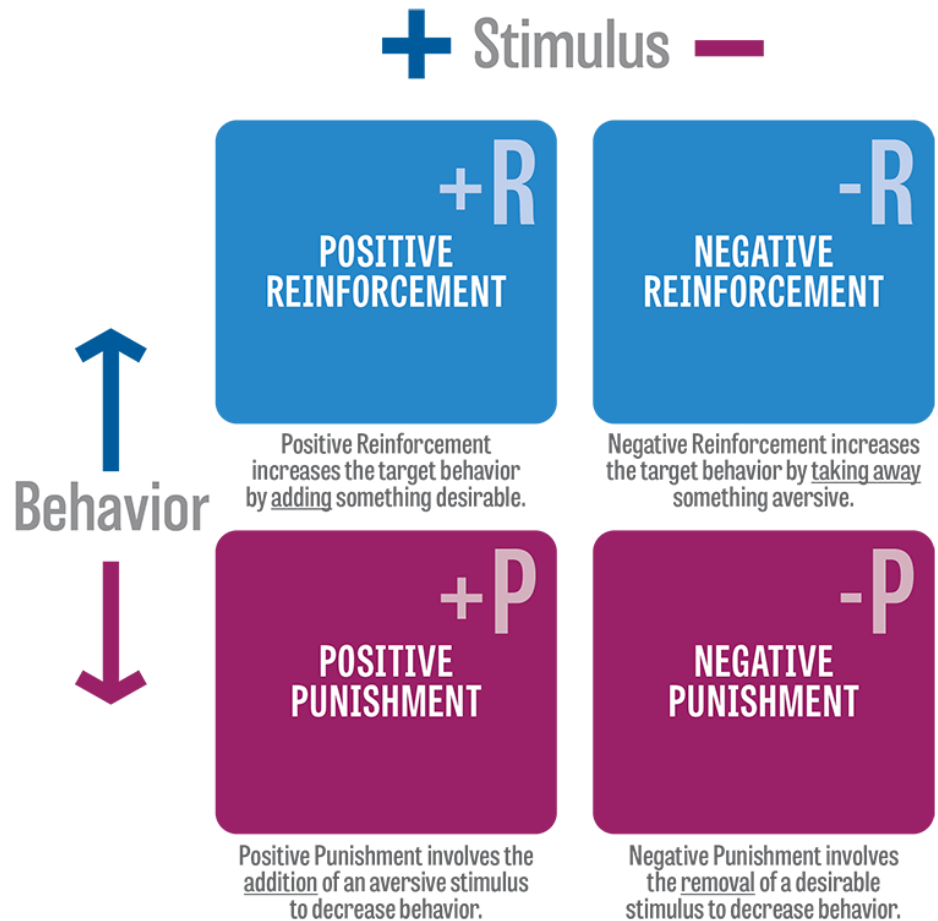 + Stimulus −
+R
POSITIVE
REINFORCEMENT
Positive Reinforcement
increases the target behavior
by adding something desirable.
-R
NEGATIVE
REINFORCEMENT
Negative Reinforcement increases
the target behavior by taking away
something aversive.
Behavior
+P
POSITIVE
PUNISHMENT
Positive Punishment involves the
addition of an aversive stimulus
to decrease behavior.
-P
NEGATIVE
PUNISHMENT
Negative Punishment involves
the removal of a desirable
stimulus to decrease behavior.